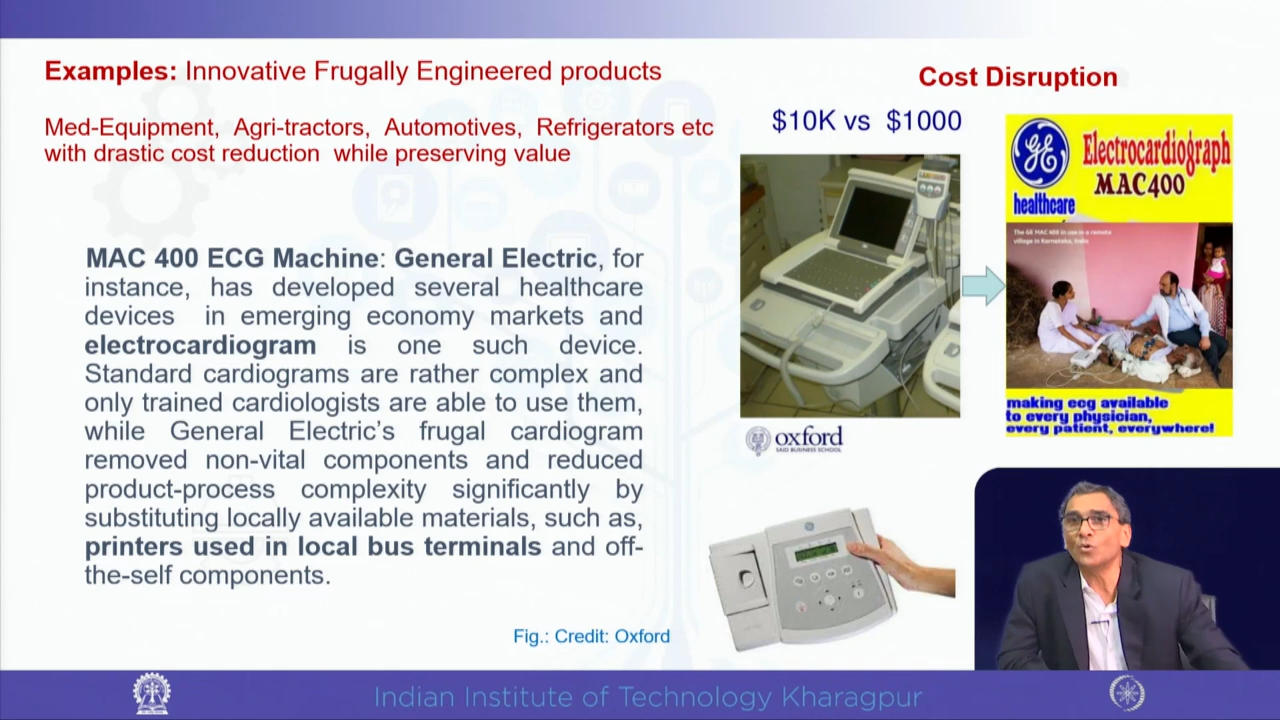 Examples: Innovative Frugally Engineered products
Med-Equipment, Agri-tractors, Automotives, Refrigerators etc
with drastic cost reduction while preserving value
MAC 400 ECG Machine: General Electric, for
instance, has developed several healthcare
devices in emerging economy markets and
electrocardiogram is one such device.
Standard cardiograms are rather complex and
only trained cardiologists are able to use them,
while General Electric's frugal cardiogram
removed non-vital components and reduced
product-process complexity significantly by
substituting locally available materials, such as,
printers used in local bus terminals and off-
the-self components.
Fig.: Credit: Oxford
Cost Disruption
$10K vs $1000
GE
healthcare
Electrocardiograph
MAC400
The GE MAC 400 in use in a remote
village in Karnataka, India
making ecg available
to every physician,
every patient, everywhere!
oxford
SAID BUSINESS SCHOOL
Indian Institute of Technology Kharagpur